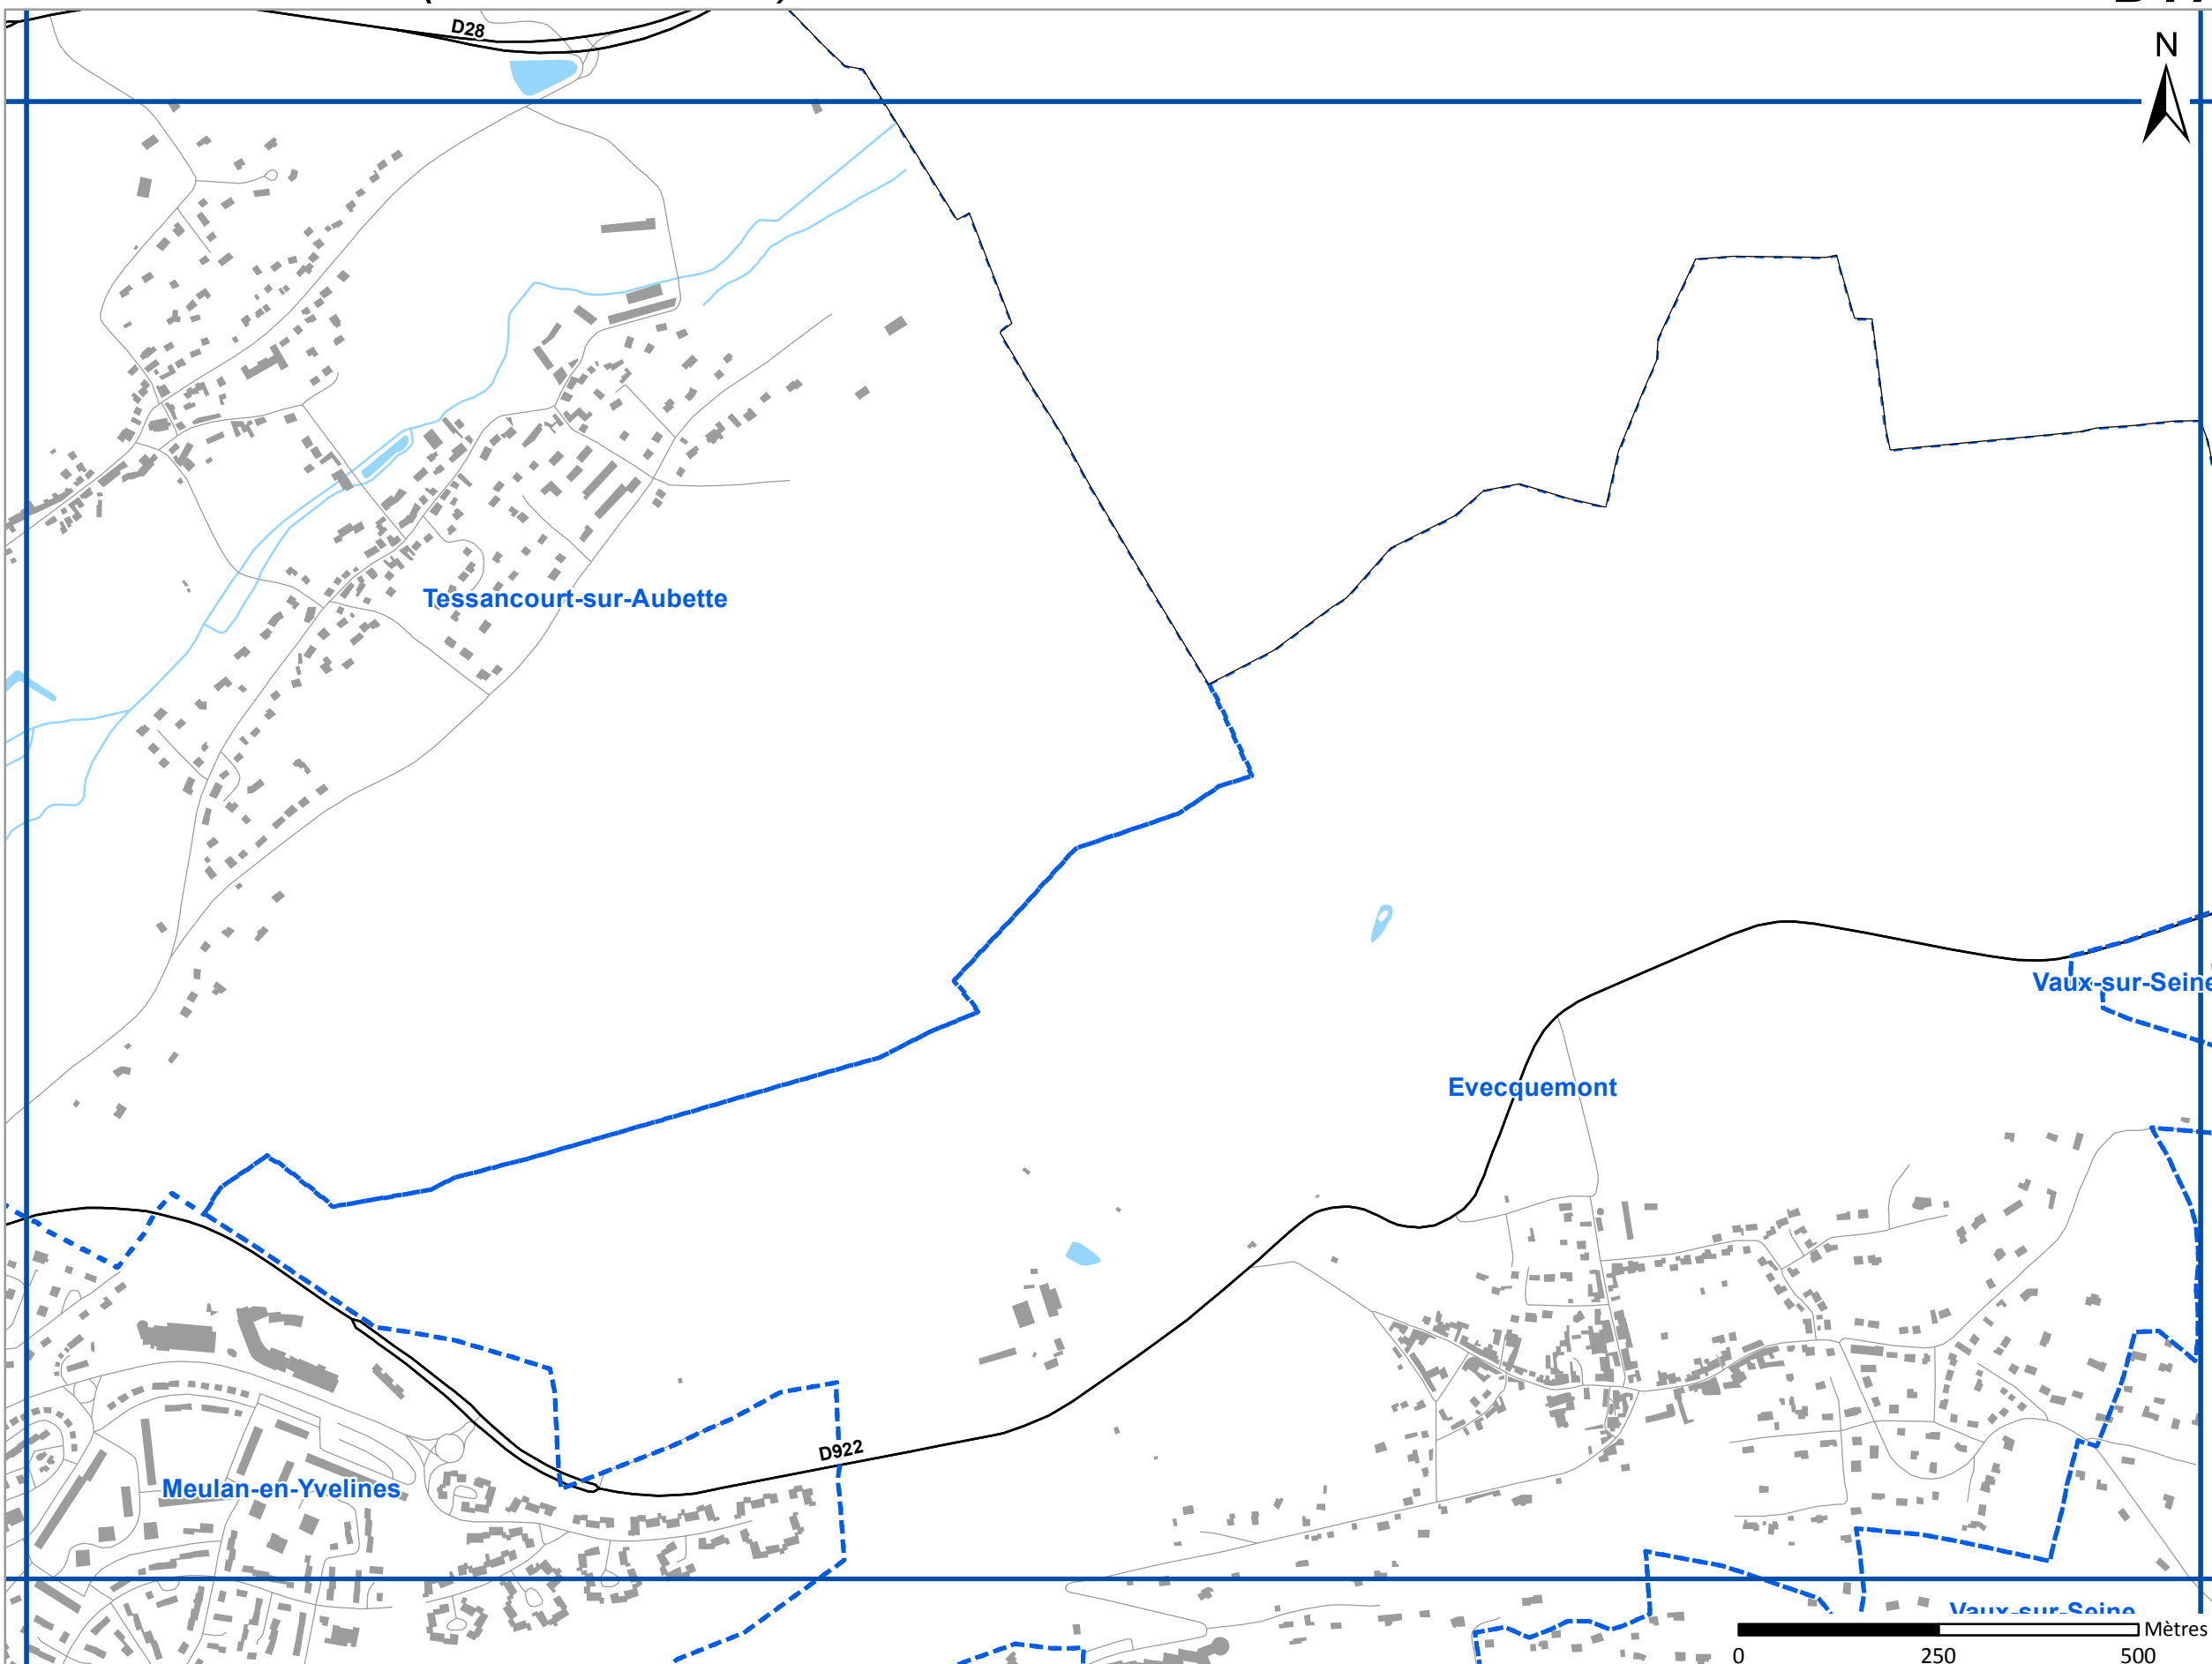 D28
N
Tessancourt-sur-Aubette
Vaux-sur-Seine
Evecquemont
D922
Meulan-en-Yvelines
Vaux-sur-Seine
Mètres
0 250 500